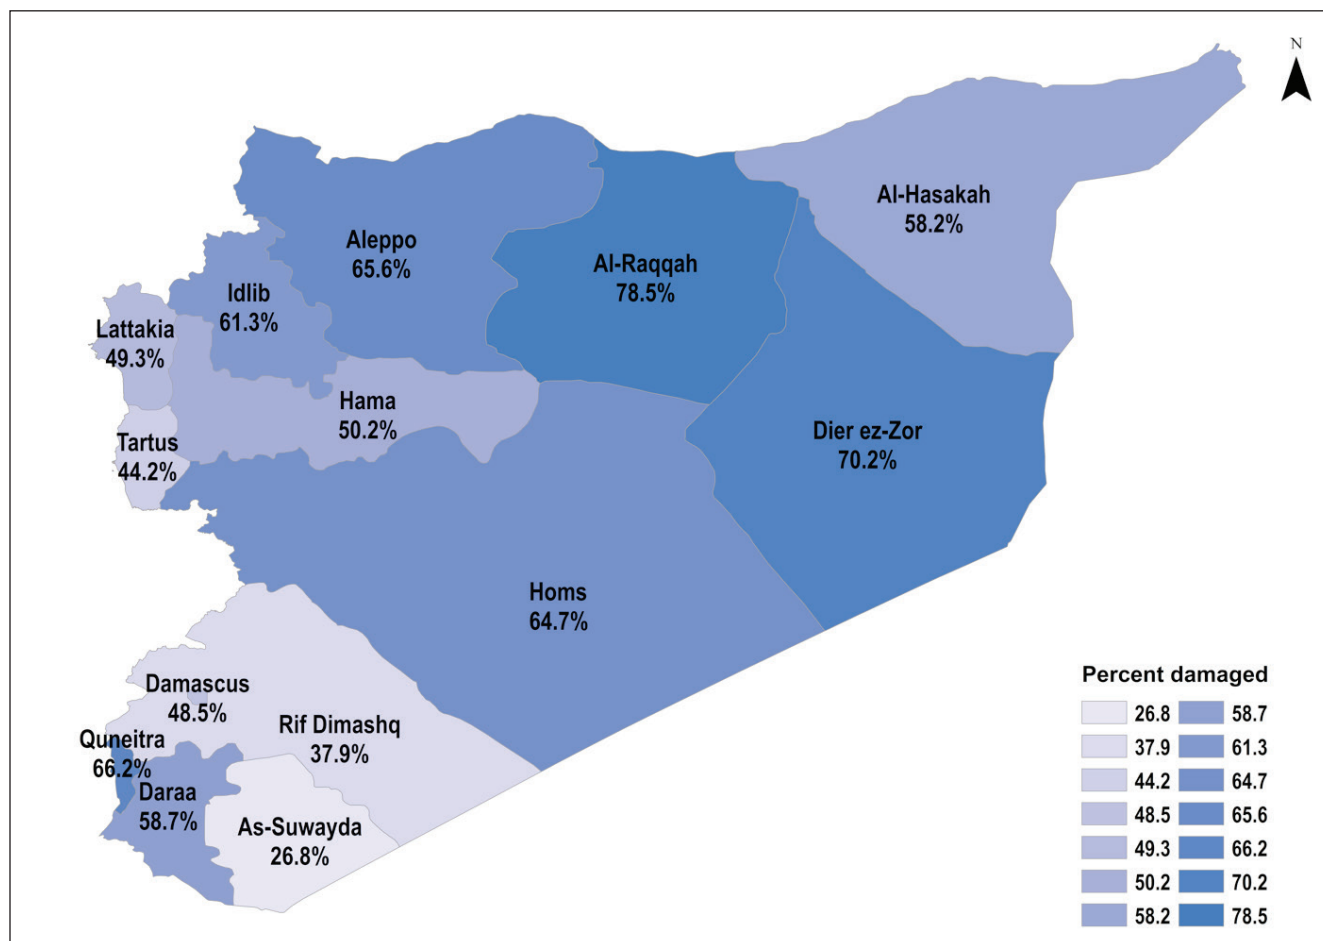 N
Al-Hasakah
58.2%
Aleppo
65.6%
Al-Raqqah
78.5%
Idlib
61.3%
Lattakia
49.3%
Hama
50.2%
Tartus
44.2%
Dier ez-Zor
70.2%
Homs
64.7%
Damascus
48.5%
Rif Dimashq
37.9%
Quneitra
66.2%
Daraa
58.7%
As-Suwayda
26.8%
Percent damaged
26.8 58.7
37.9 61.3
44.2 64.7
48.5 65.6
49.3 66.2
50.2 70.2
58.2 78.5